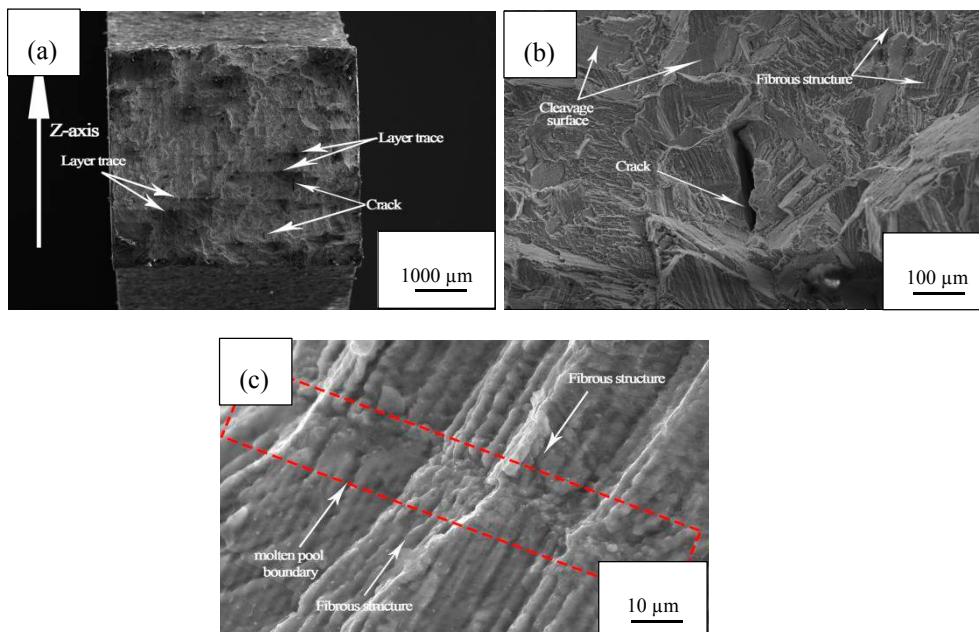 (a)
Z-axis
Layer trace
Layer trace
Crack
1000 µm
(b)
Fibrous structure
Cleavage
surface
Crack
100 µm
(c)
Fibrous structure
molten pool
boundary
Fibrous structure
10 µm